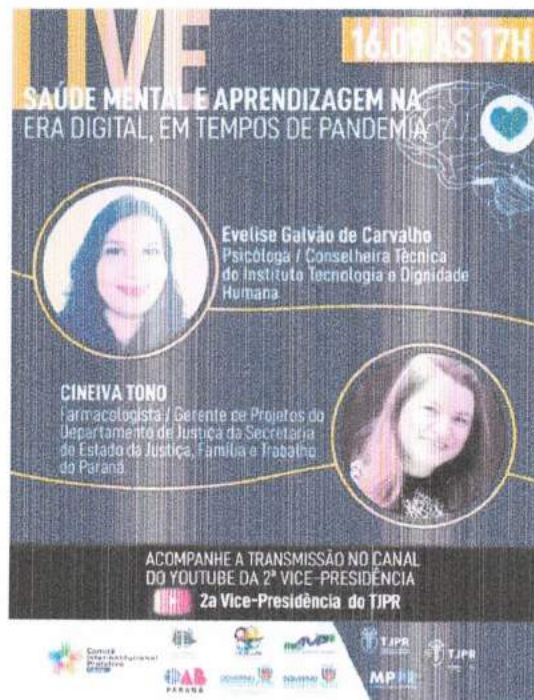 LIVE
16.09 ÀS 17H
SAÚDE MENTAL E APRENDIZAGEM NA
ERA DIGITAL, EM TEMPOS DE PANDEMIA
Evelise Galvão de Carvalho
Psicóloga / Conselheira Técnica
do Instituto Tecnologia e Dignidade
Humana
CINEIVA TONO
Farmacologista / Gerente de Projetos do
Departamento de Justiça da Secretaria
de Estado da Justiça, Família e Trabalho
do Paraná
ACOMPANHE A TRANSMISSÃO NO CANAL
DO YOUTUBE DA 2ª VICE-PRESIDÊNCIA
2a Vice-Presidência do TJPR
Comitê
Interinstitucional
Protetivo
OAB
PARANÁ
TJPR
TJPR
MPPR